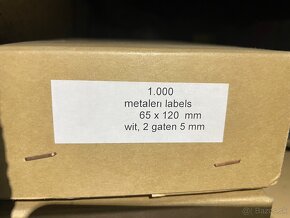 1.000
metalen labels
65 x 120 mm
wit, 2 gaten 5 mm